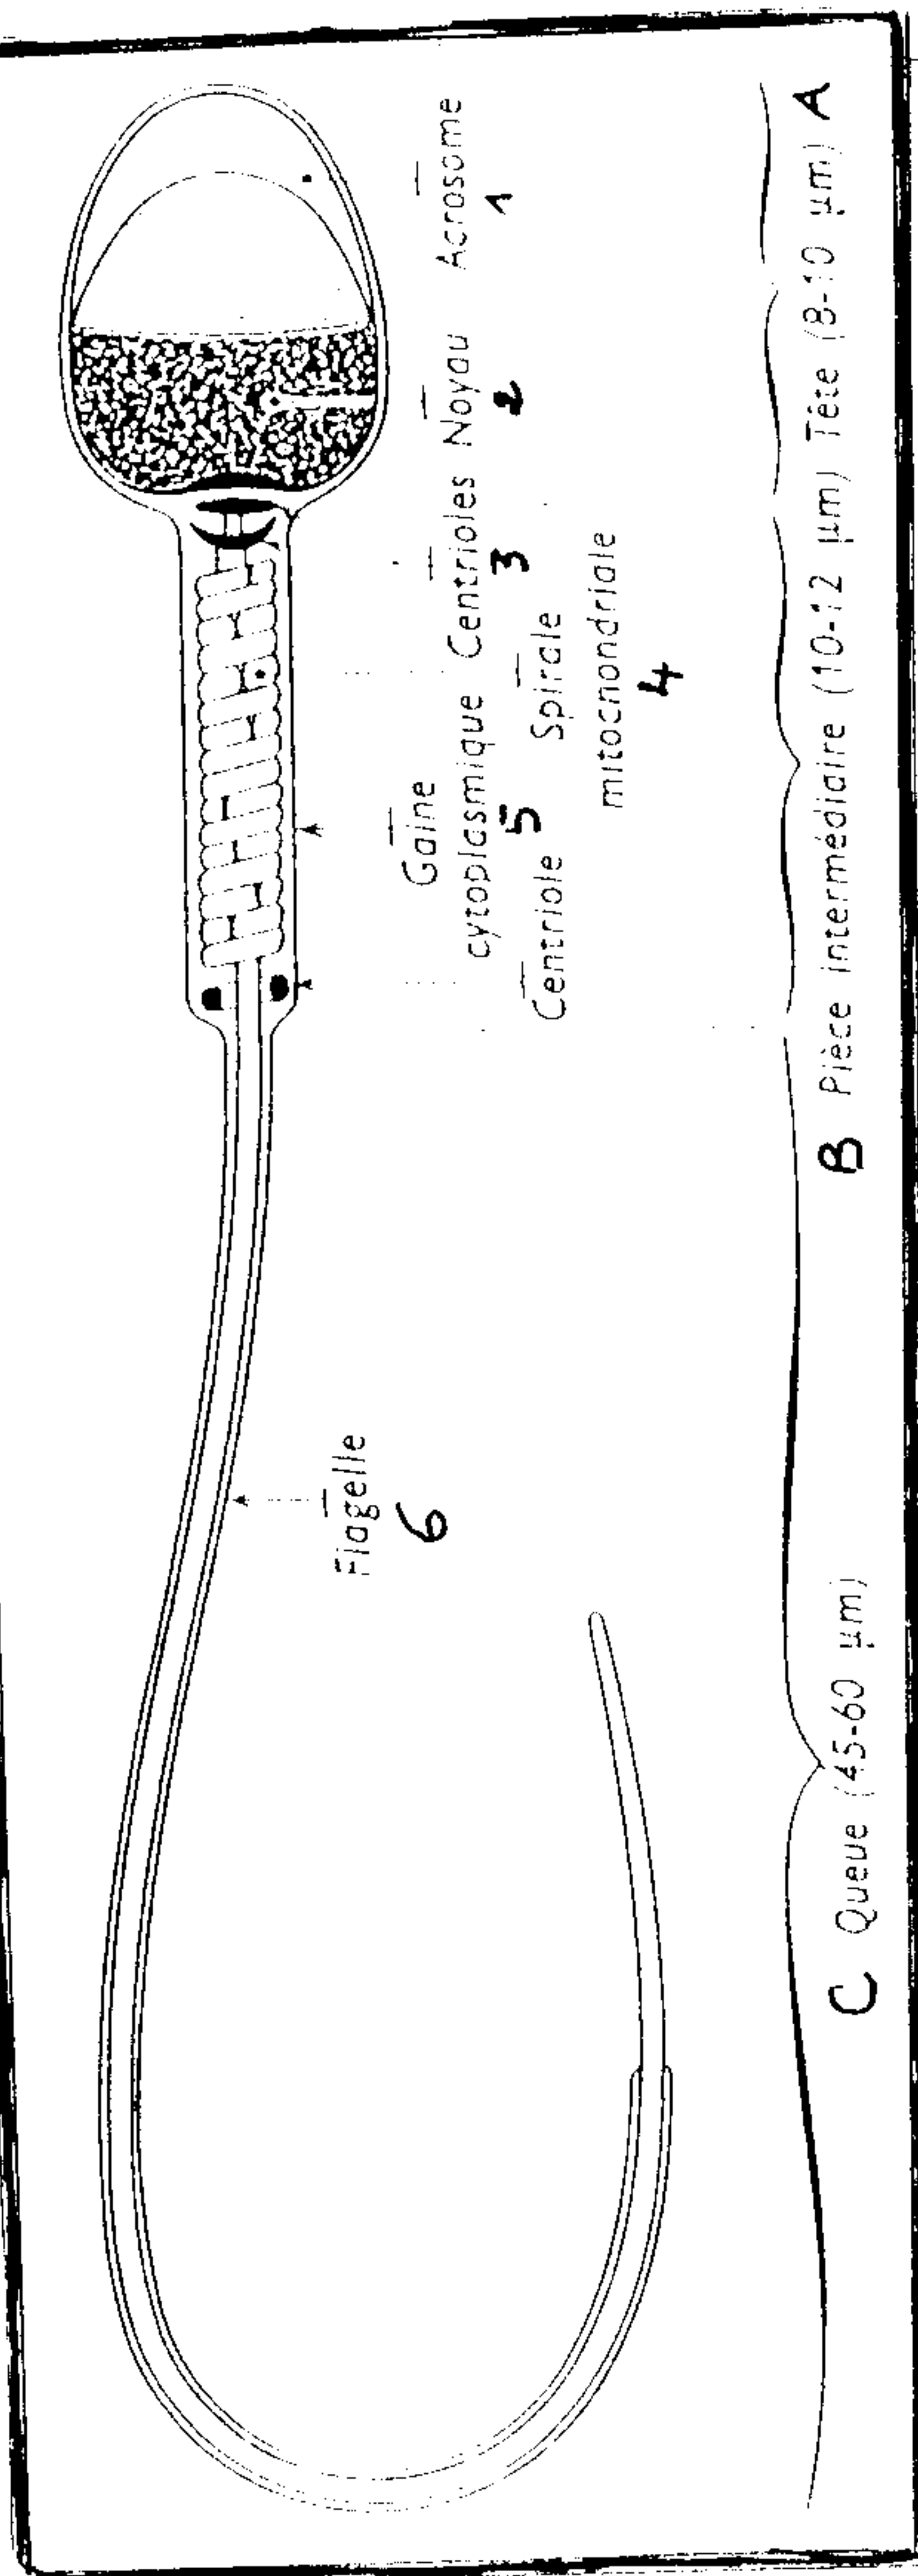 Acrosome
1
Noyau
2
Centrioles
3
Spirale
mitochondriale
4
Gaine
cytoplasmique
5
Centriole
Flagelle
6
C Queue (45-60 µm)
B Pièce intermédiaire (10-12 µm)
Tête (8-10 µm) A